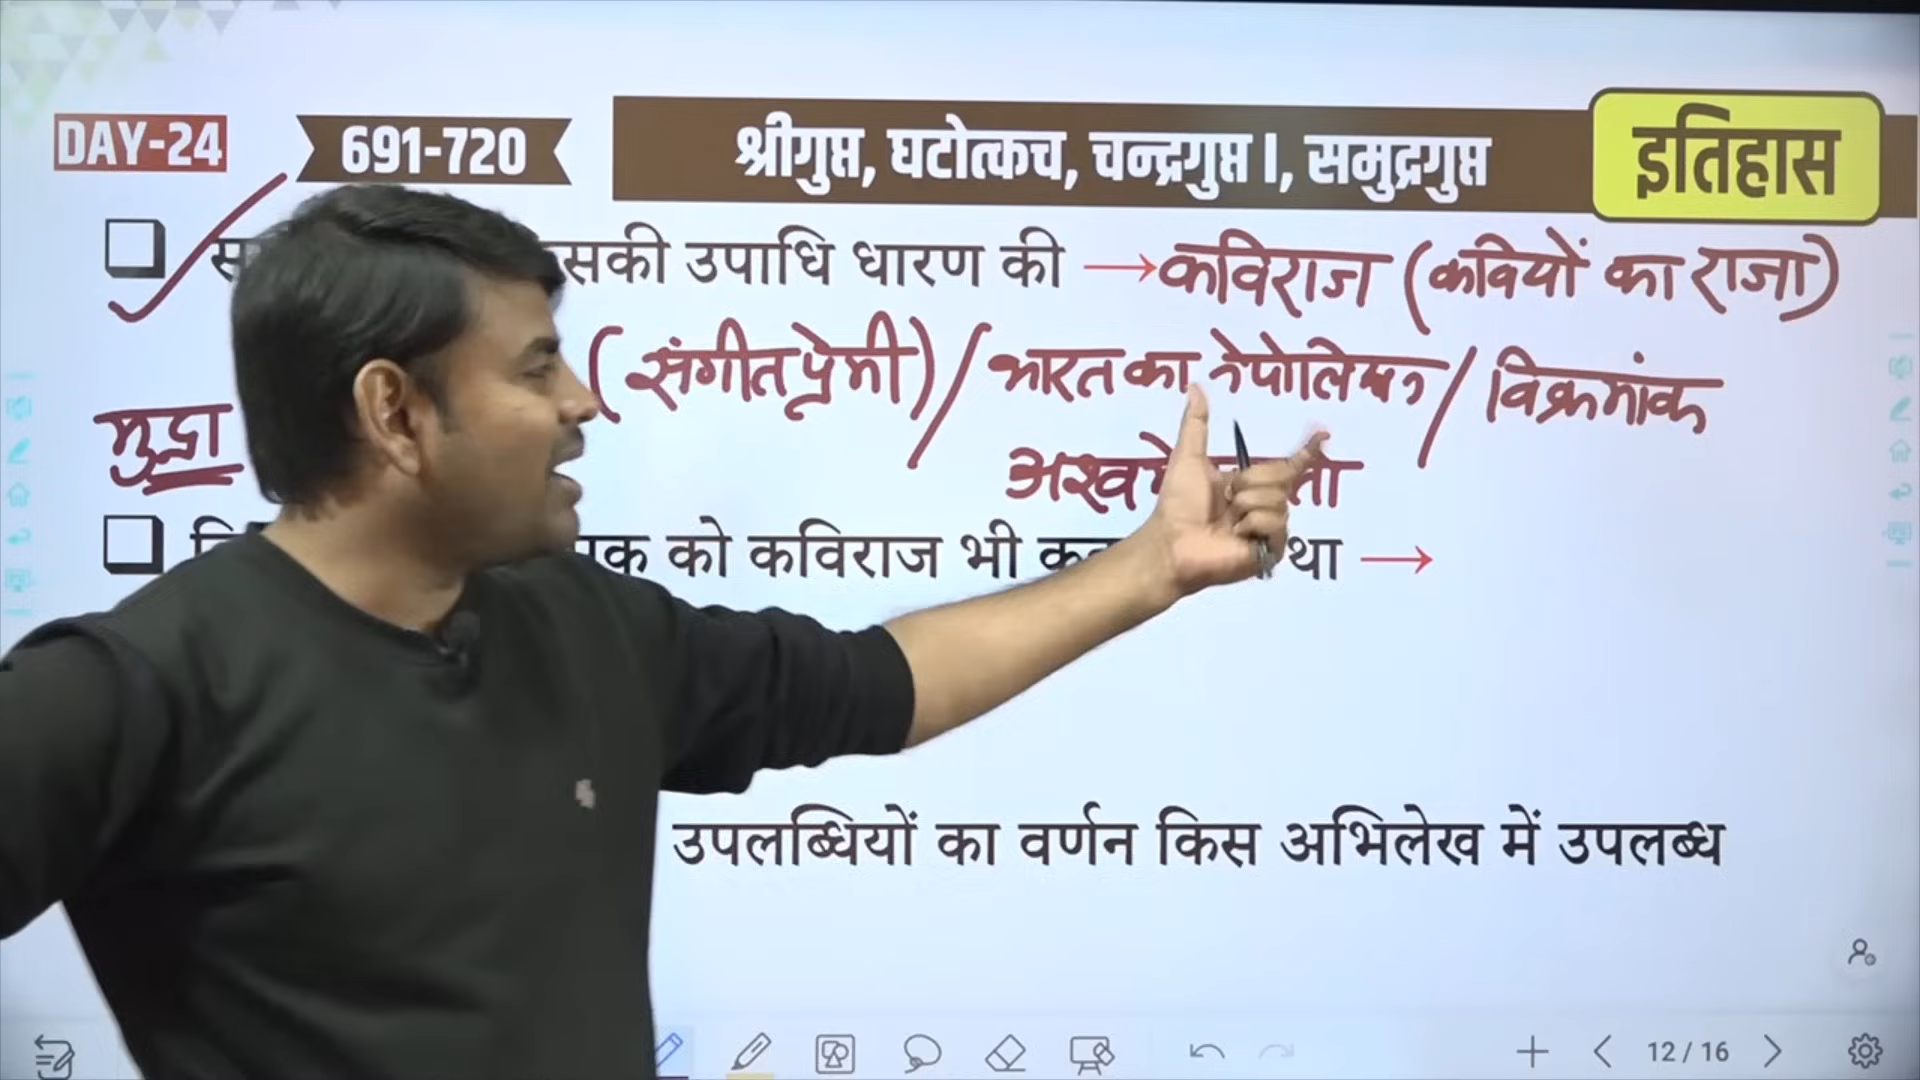 DAY-24 691-720 श्रीगुप्त, घटोत्कच, चन्द्रगुप्त I, समुद्रगुप्त इतिहास
उपाधि धारण की → कविराज (कवियों का राजा)
(संगीत प्रेमी) / भारत का नेपोलियन / विक्रमांक
मुद्रा
को कविराज भी था →
उपलब्धियों का वर्णन किस अभिलेख में उपलब्ध
12 / 16